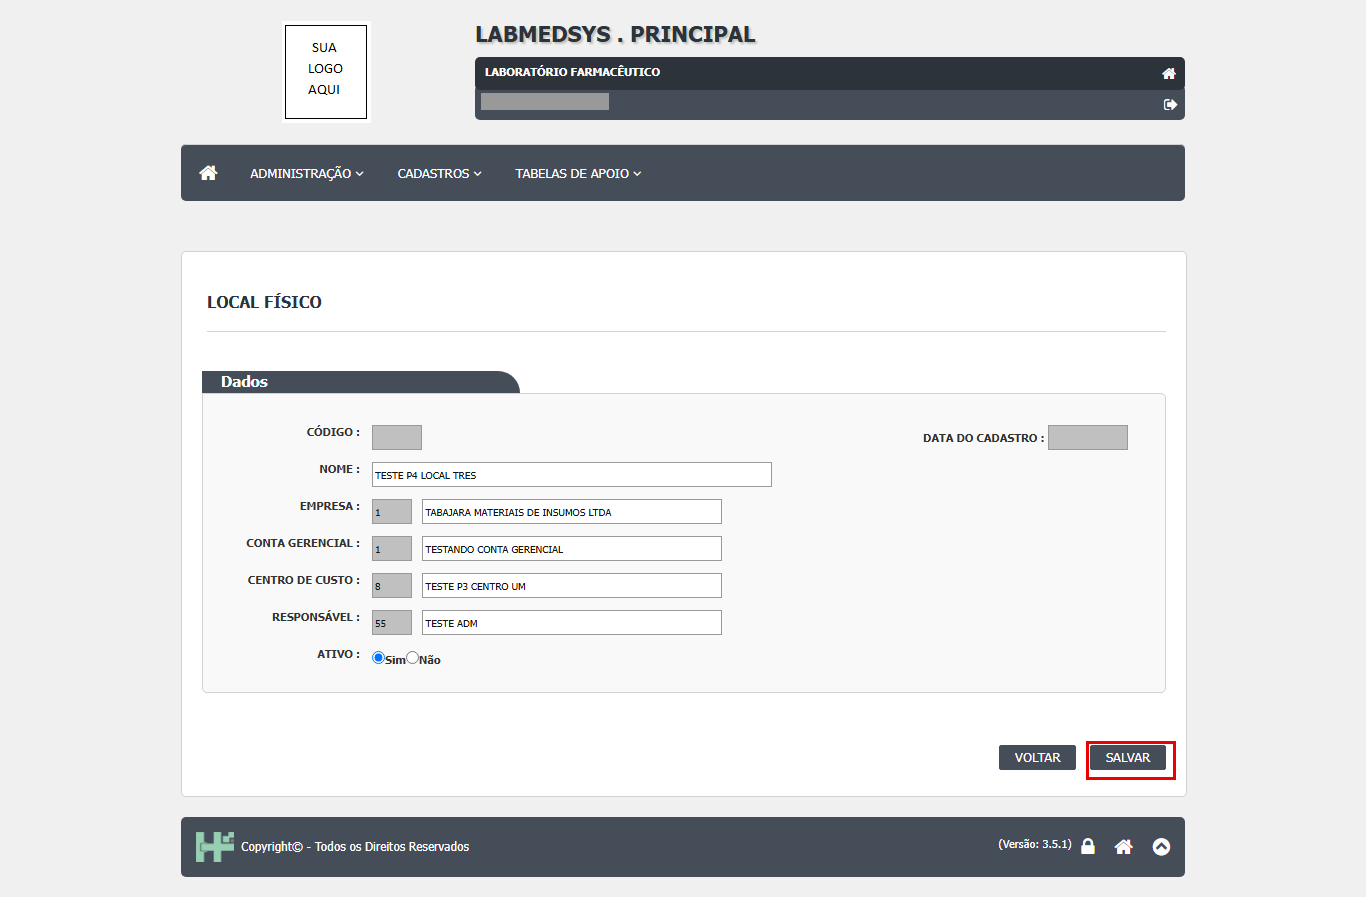 SUA
LOGO
AQUI
LABMEDSYS . PRINCIPAL
LABORATÓRIO FARMACÊUTICO
ADMINISTRAÇÃO CADASTROS TABELAS DE APOIO
LOCAL FÍSICO
Dados
CÓDIGO : DATA DO CADASTRO :
NOME : TESTE P4 LOCAL TRES
EMPRESA : 1 TABAJARA MATERIAIS DE INSUMOS LTDA
CONTA GERENCIAL : 1 TESTANDO CONTA GERENCIAL
CENTRO DE CUSTO : 8 TESTE P3 CENTRO UM
RESPONSÁVEL : 55 TESTE ADM
ATIVO : Sim Não
VOLTAR SALVAR
Copyright© - Todos os Direitos Reservados (Versão: 3.5.1)